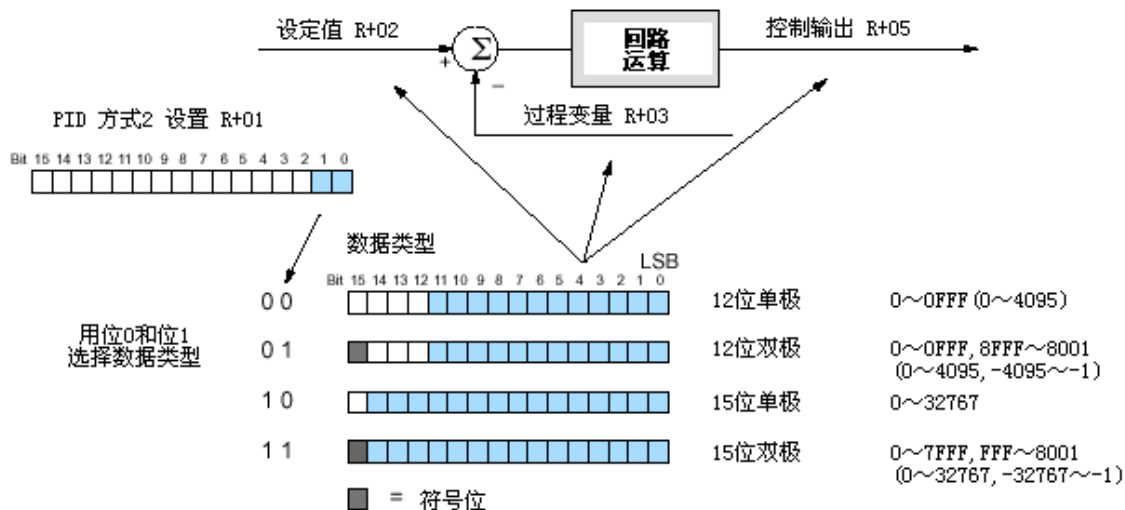 设定值 R+02
+
Σ
−
回路
运算
控制输出 R+05
过程变量 R+03
PID 方式2 设置 R+01
Bit 15 14 13 12 11 10 9 8 7 6 5 4 3 2 1 0
数据类型
LSB
Bit 15 14 13 12 11 10 9 8 7 6 5 4 3 2 1 0
0 0
12位单极
0～0FFF(0～4095)
用位0和位1
选择数据类型
0 1
12位双极
0～0FFF,8FFF～8001
(0～4095,-4095～-1)
1 0
15位单极
0～32767
1 1
15位双极
0～7FFF,FFF～8001
(0～32767,-32767～-1)
= 符号位